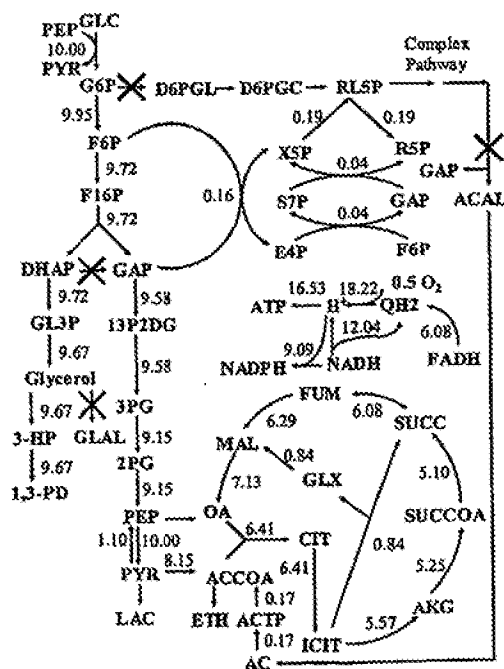 PEP GLC
10.00
PYR
Complex
Pathway
G6P D6PGL D6PGC RL5P
9.95
0.19 0.19
F6P
X5P R5P
9.72
0.04 GAP
F16P
0.16 S7P GAP ACAL
9.72
0.04
E4P F6P
DHAP GAP
9.72 9.58
16.53 18.22 0.5 O2
GL3P 13P2DG
ATP H QH2
9.67
12.04 6.08
Glycerol 9.58
9.09
NADPH NADH FADH
9.67 3PG
FUM
3-HP GLAL 9.15
6.29 6.08
9.67 2PG
MAL SUCC
1,3-PD
0.84
9.15
7.13 GLX 5.10
PEP OA
SUCCOA
1.10 10.00
6.41 CIT 0.84
8.15
6.41 5.25
PYR ACCOA
0.17
LAC ETH ACTP
AKG
5.57
0.17 ICIT
AC